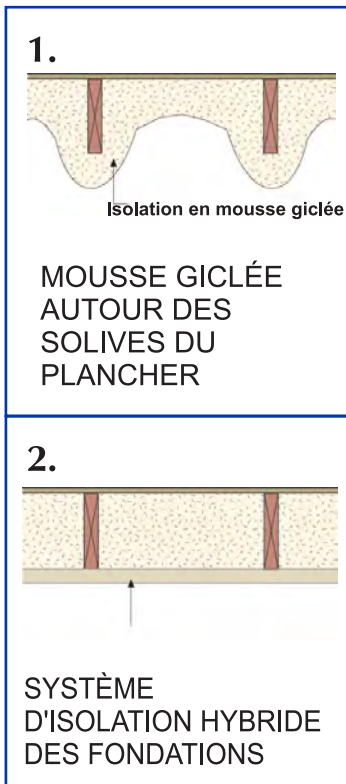 1.
Isolation en mousse giclée
MOUSSE GICLÉE
AUTOUR DES
SOLIVES DU
PLANCHER
2.
SYSTÈME
D'ISOLATION HYBRIDE
DES FONDATIONS